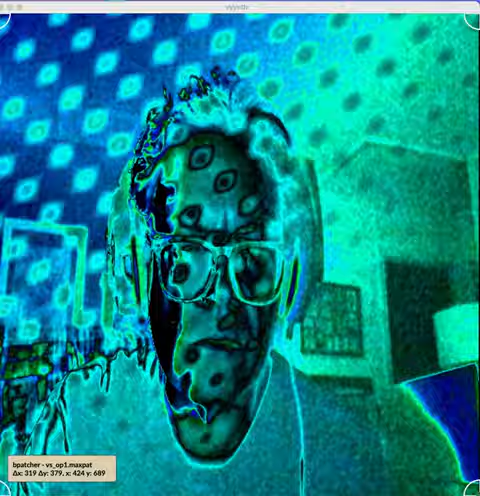 bpatcher - vs_op1.maxpat
Δx: 319 Δy: 379, x: 424 y: 689